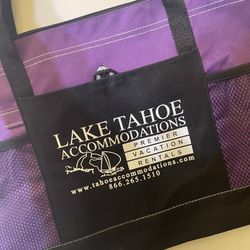 LAKE TAHOE
ACCOMMODATIONS
PREMIER
VACATION
RENTALS
www.tahoeaccommodations.com
866.265.1510